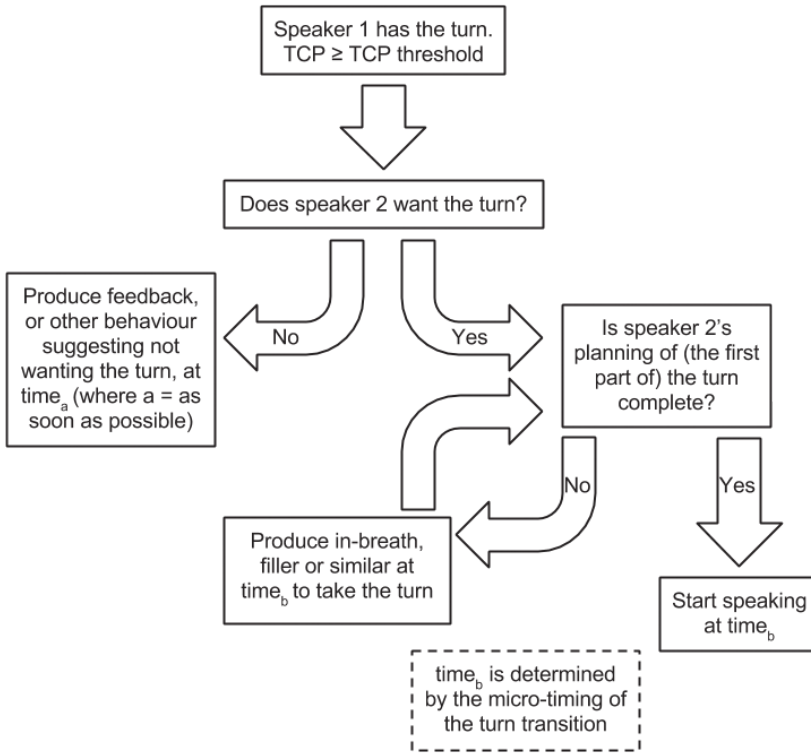 Speaker 1 has the turn.
TCP ≥ TCP threshold
Does speaker 2 want the turn?
Produce feedback,
or other behaviour
suggesting not
wanting the turn, at
timeₐ (where a = as
soon as possible)
No
Yes
Is speaker 2’s
planning of (the first
part of) the turn
complete?
No
Yes
Produce in-breath,
filler or similar at
time_b to take the turn
Start speaking
at time_b
time_b is determined
by the micro-timing of
the turn transition